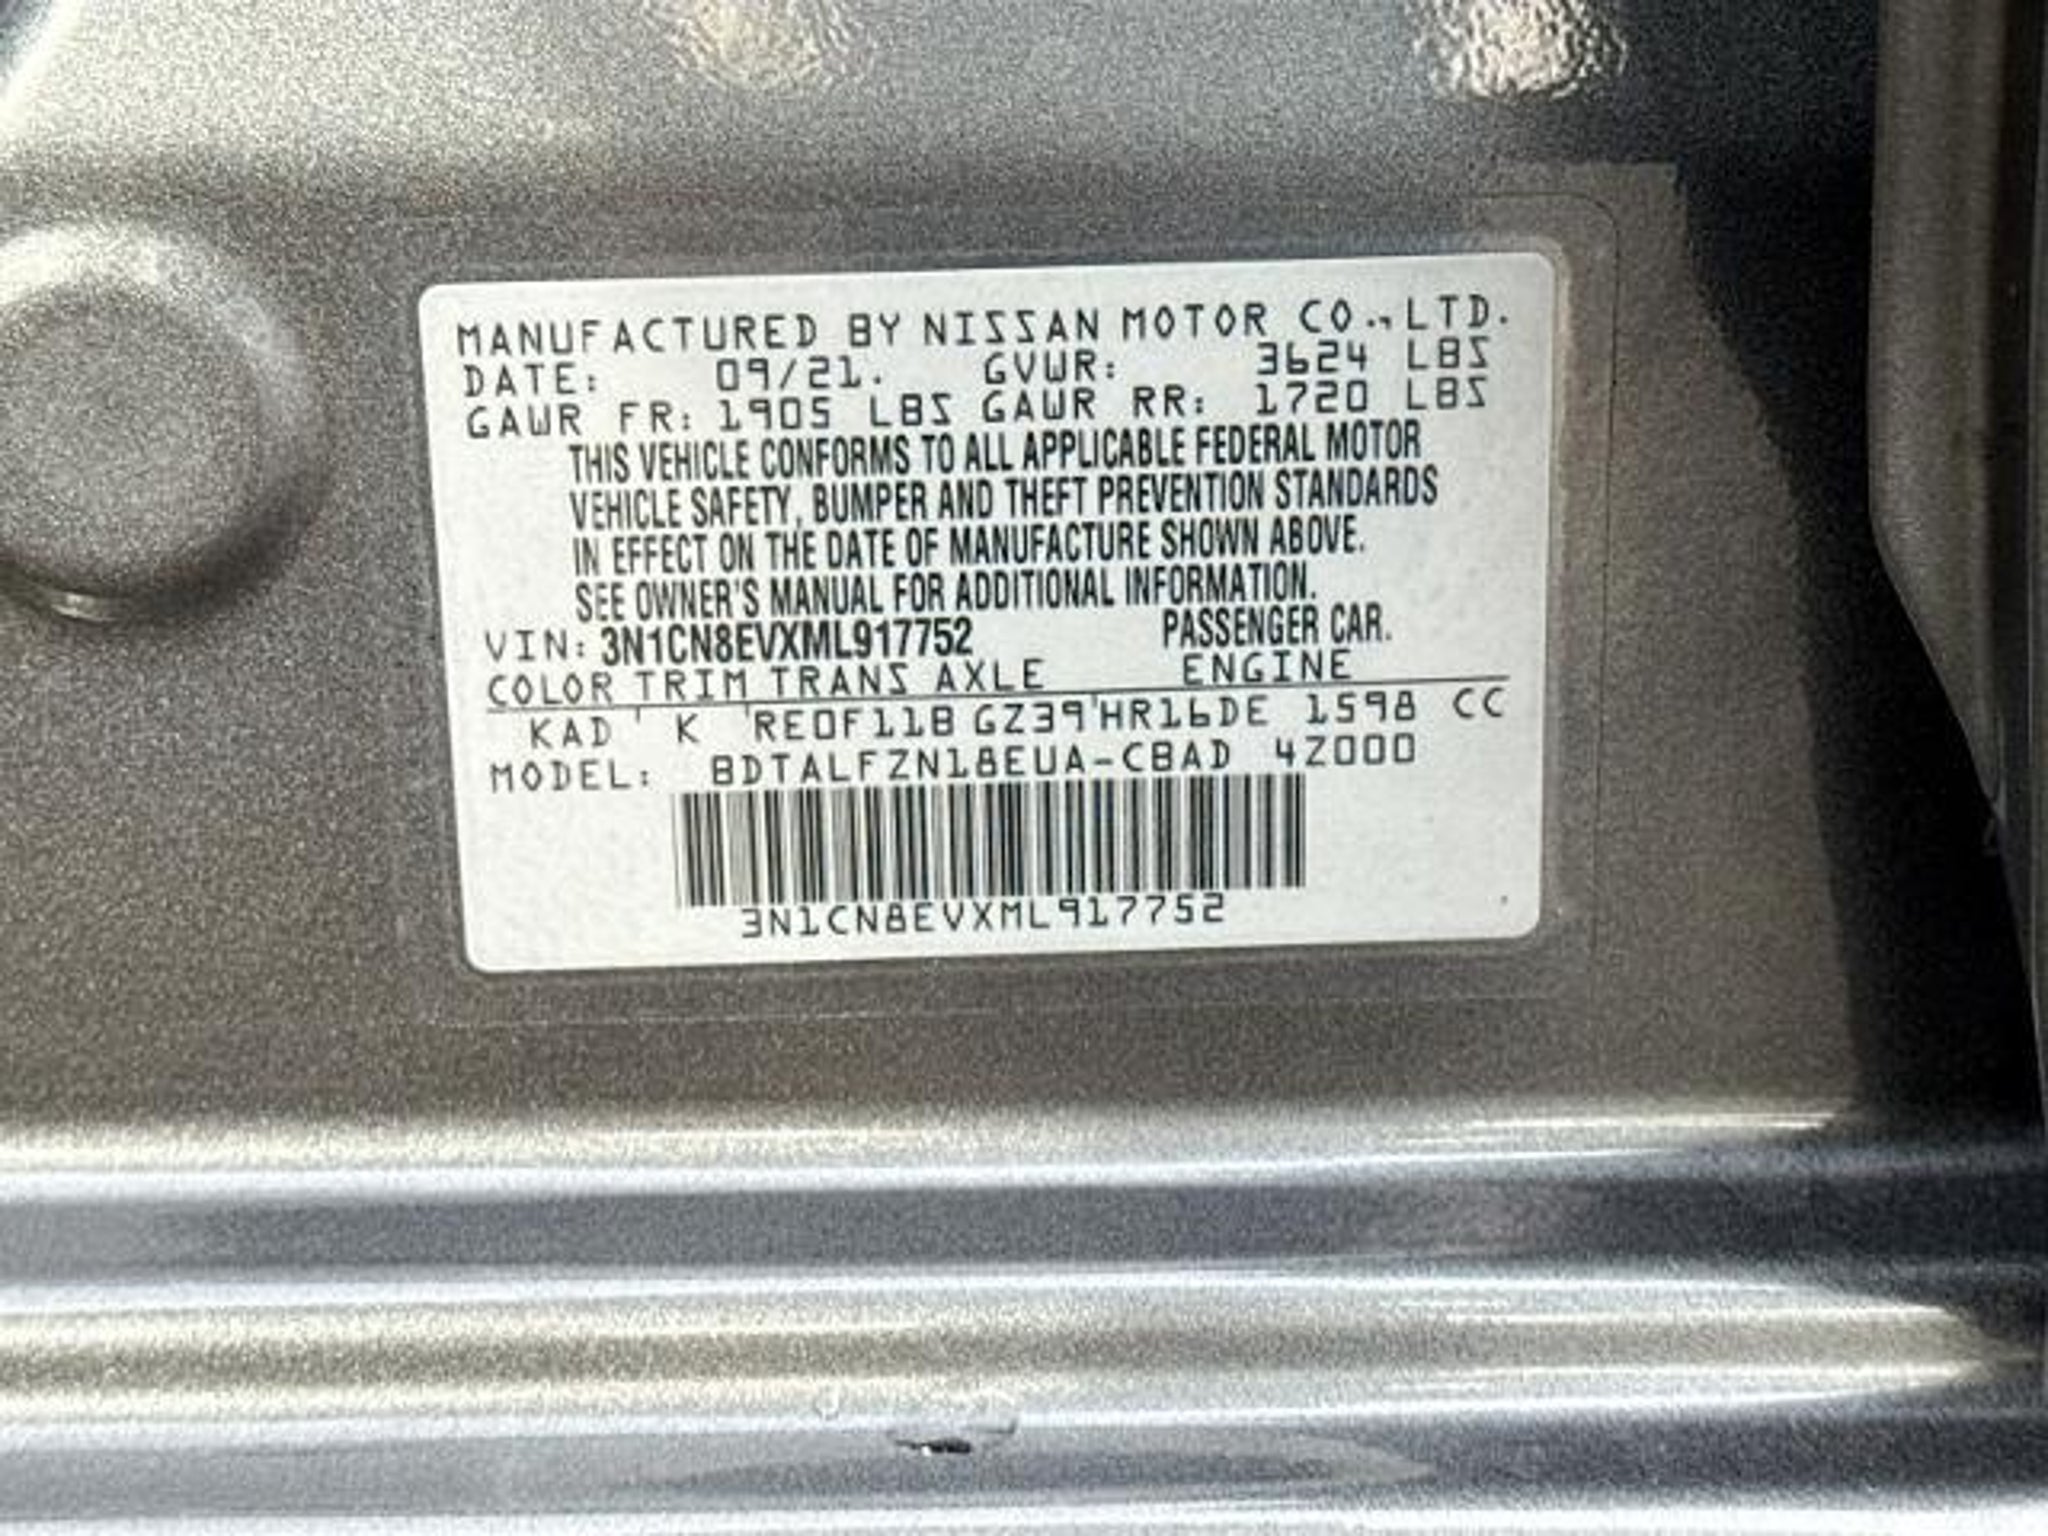 MANUFACTURED BY NISSAN MOTOR CO.,LTD.
DATE: 09/21. GVWR: 3624 LBS
GAWR FR: 1905 LBS GAWR RR: 1720 LBS
THIS VEHICLE CONFORMS TO ALL APPLICABLE FEDERAL MOTOR
VEHICLE SAFETY, BUMPER AND THEFT PREVENTION STANDARDS
IN EFFECT ON THE DATE OF MANUFACTURE SHOWN ABOVE.
SEE OWNER'S MANUAL FOR ADDITIONAL INFORMATION.
VIN: 3N1CN8EVXML917752 PASSENGER CAR.
COLOR TRIM TRANS AXLE ENGINE
KAD K RE0F11B GZ39 HR16DE 1598 CC
MODEL: BDTALFZN18EUA-CBAD 4Z000
3N1CN8EVXML917752